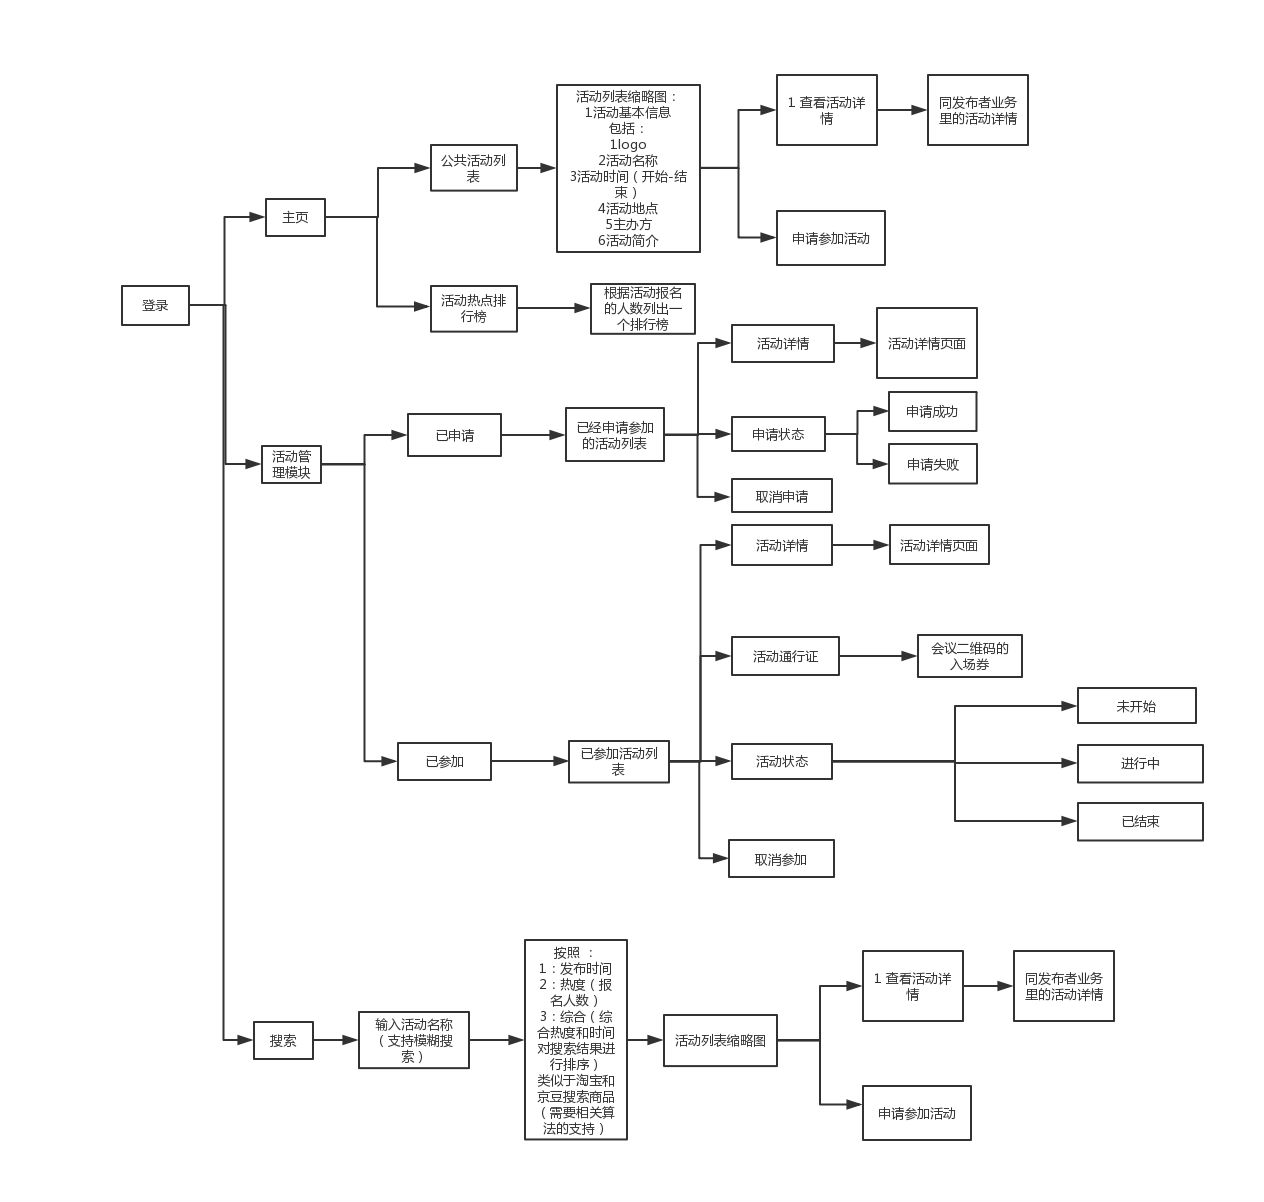 登录
主页
公共活动列
表
活动列表缩略图：
1活动基本信息
包括：
1logo
2活动名称
3活动时间（开始-结
束）
4活动地点
5主办方
6活动简介
1 查看活动详
情
同发布者业务
里的活动详情
申请参加活动
活动热点排
行榜
根据活动报名
的人数列出一
个排行榜
活动管
理模块
已申请
已经申请参加
的活动列表
活动详情
活动详情页面
申请状态
申请成功
申请失败
取消申请
已参加
已参加活动列
表
活动详情
活动详情页面
活动通行证
会议二维码的
入场券
活动状态
未开始
进行中
已结束
取消参加
搜索
输入活动名称
（支持模糊搜
索）
按照 ：
1：发布时间
2：热度（报
名人数）
3：综合（综
合热度和时间
对搜索结果进
行排序）
类似于淘宝和
京豆搜索商品
（需要相关算
法的支持）
活动列表缩略图
1 查看活动详
情
同发布者业务
里的活动详情
申请参加活动